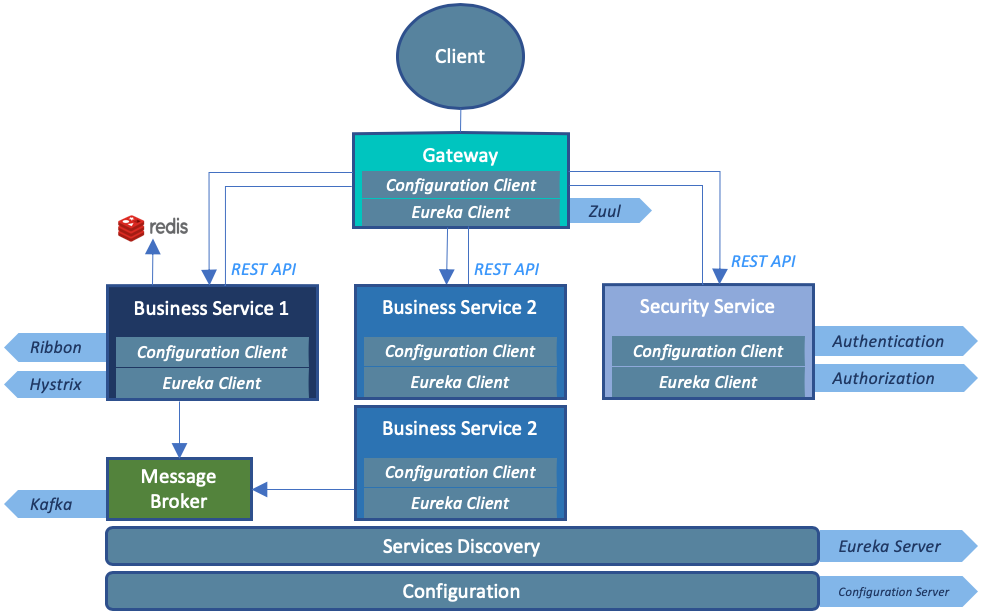 Client
Gateway
Configuration Client
Eureka Client
Zuul
redis
REST API
REST API
REST API
Business Service 1
Configuration Client
Eureka Client
Ribbon
Hystrix
Business Service 2
Configuration Client
Eureka Client
Security Service
Configuration Client
Eureka Client
Authentication
Authorization
Business Service 2
Configuration Client
Eureka Client
Message
Broker
Kafka
Services Discovery
Eureka Server
Configuration
Configuration Server